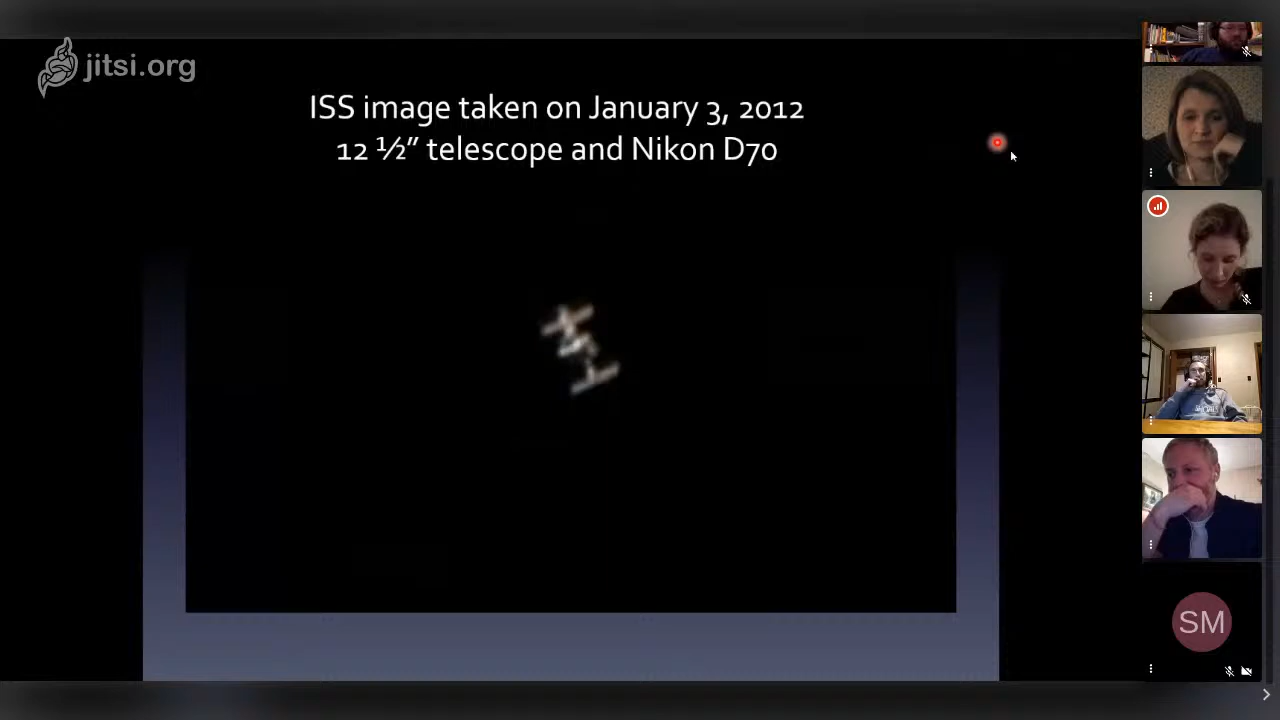 jitsi.org
ISS image taken on January 3, 2012
12 ½” telescope and Nikon D70
SM